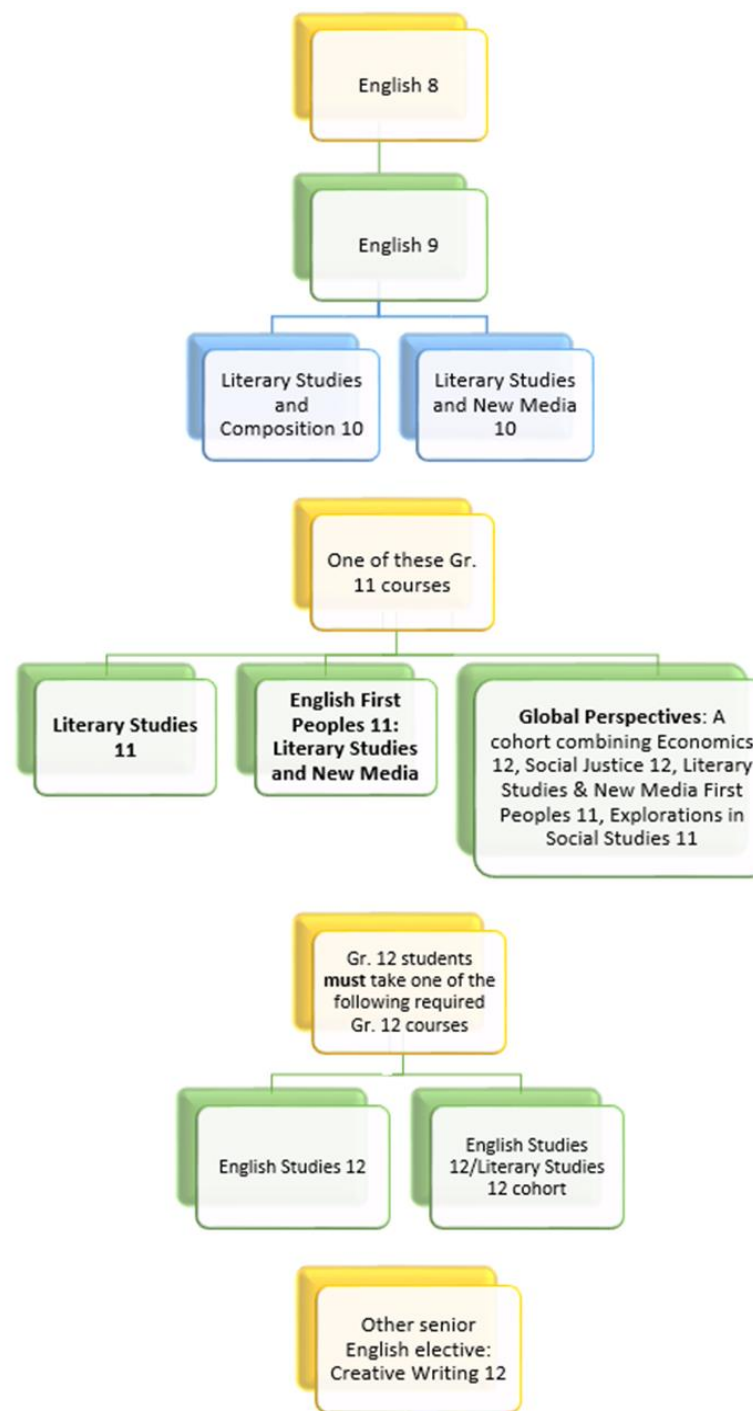 English 8
English 9
Literary Studies
and
Composition 10
Literary Studies
and New Media
10
One of these Gr.
11 courses
Literary Studies
11
English First
Peoples 11:
Literary Studies
and New Media
Global Perspectives: A
cohort combining Economics
12, Social Justice 12, Literary
Studies & New Media First
Peoples 11, Explorations in
Social Studies 11
Gr. 12 students
must take one of the
following required
Gr. 12 courses
English Studies 12
English Studies
12/Literary Studies
12 cohort
Other senior
English elective:
Creative Writing 12